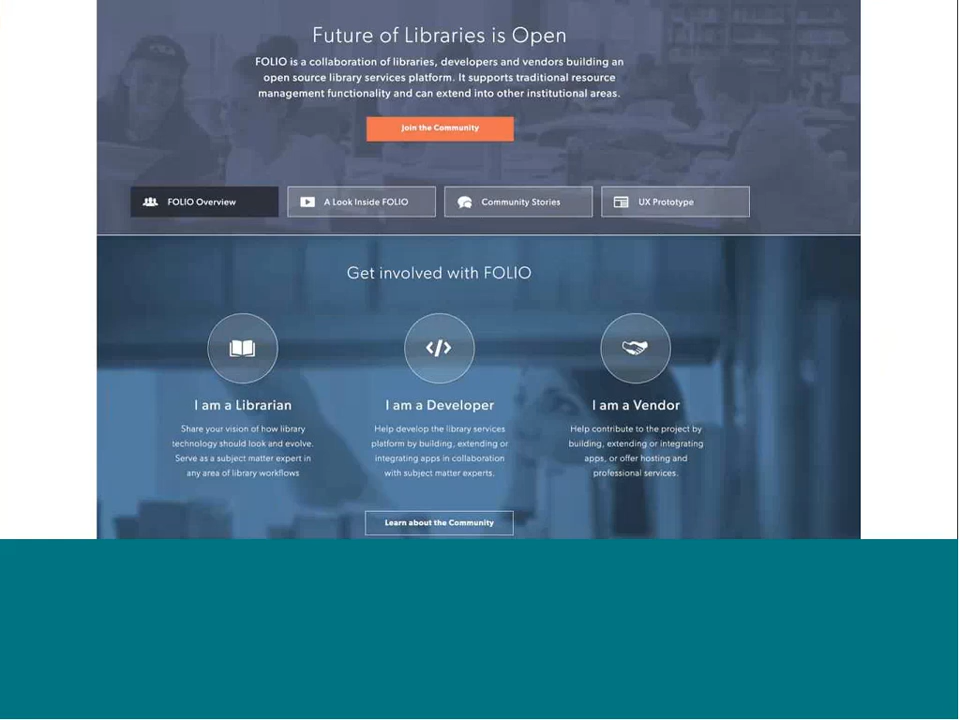 Future of Libraries is Open
FOLIO is a collaboration of libraries, developers and vendors building an
open source library services platform. It supports traditional resource
management functionality and can extend into other institutional areas.
Join the Community
FOLIO Overview
A Look Inside FOLIO
Community Stories
UX Prototype
Get involved with FOLIO
I am a Librarian
Share your vision of how library
technology should look and evolve.
Serve as a subject matter expert in
any area of library workflows
I am a Developer
Help develop the library services
platform by building, extending or
integrating apps in collaboration
with subject matter experts.
I am a Vendor
Help contribute to the project by
building, extending or integrating
apps, or offer hosting and
professional services.
Learn about the Community